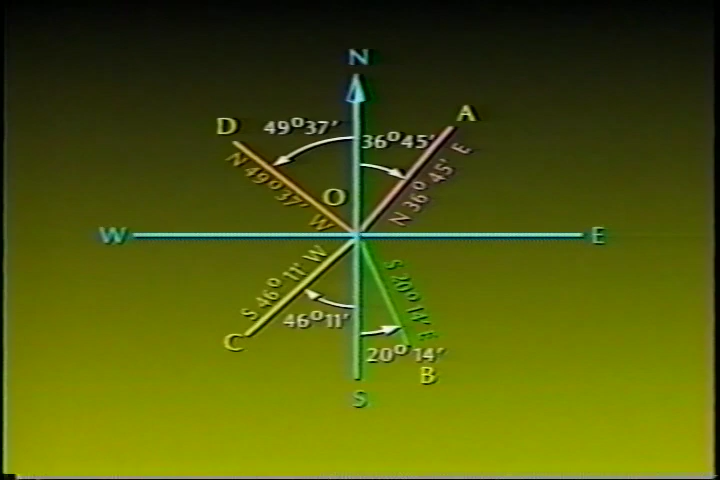 N
D
49°37′
36°45′
A
N 49°37′ W
N 36°45′ E
O
W
E
S 46°11′ W
S 20°14′ E
46°11′
C
20°14′
B
S